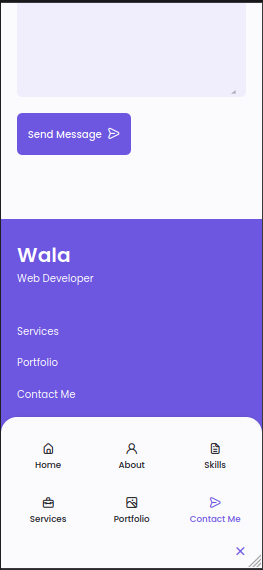 Send Message
Wala
Web Developer
Services
Portfolio
Contact Me
Home About Skills
Services Portfolio Contact Me